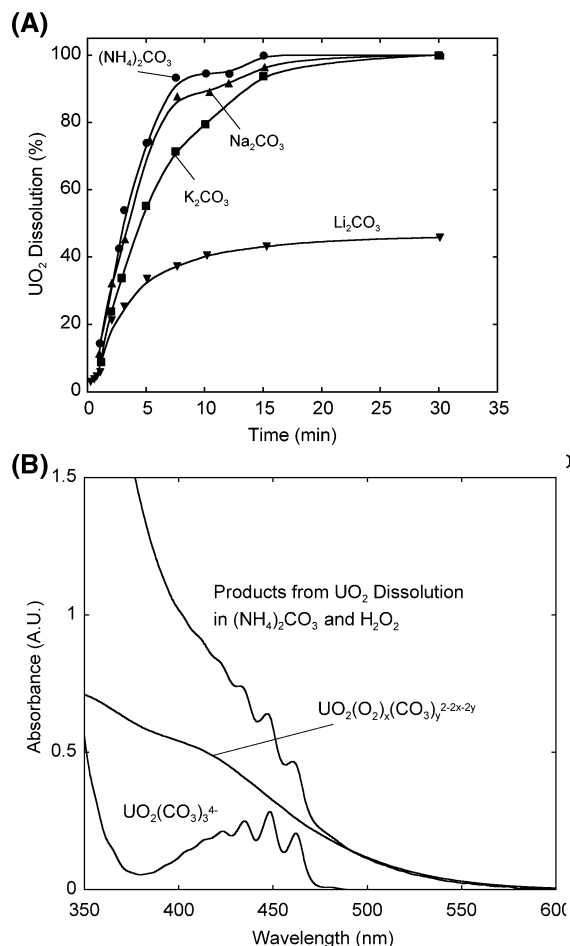 (A)
100
80
60
40
20
0
UO₂ Dissolution (%)
(NH₄)₂CO₃
Na₂CO₃
K₂CO₃
Li₂CO₃
0 5 10 15 20 25 30 35
Time (min)
(B)
1.5
1
0.5
0
Absorbance (A.U.)
Products from UO₂ Dissolution
in (NH₄)₂CO₃ and H₂O₂
UO₂(O₂)ₓ(CO₃)y²⁻²ˣ⁻²ʸ
UO₂(CO₃)₃⁴⁻
350 400 450 500 550 600
Wavelength (nm)